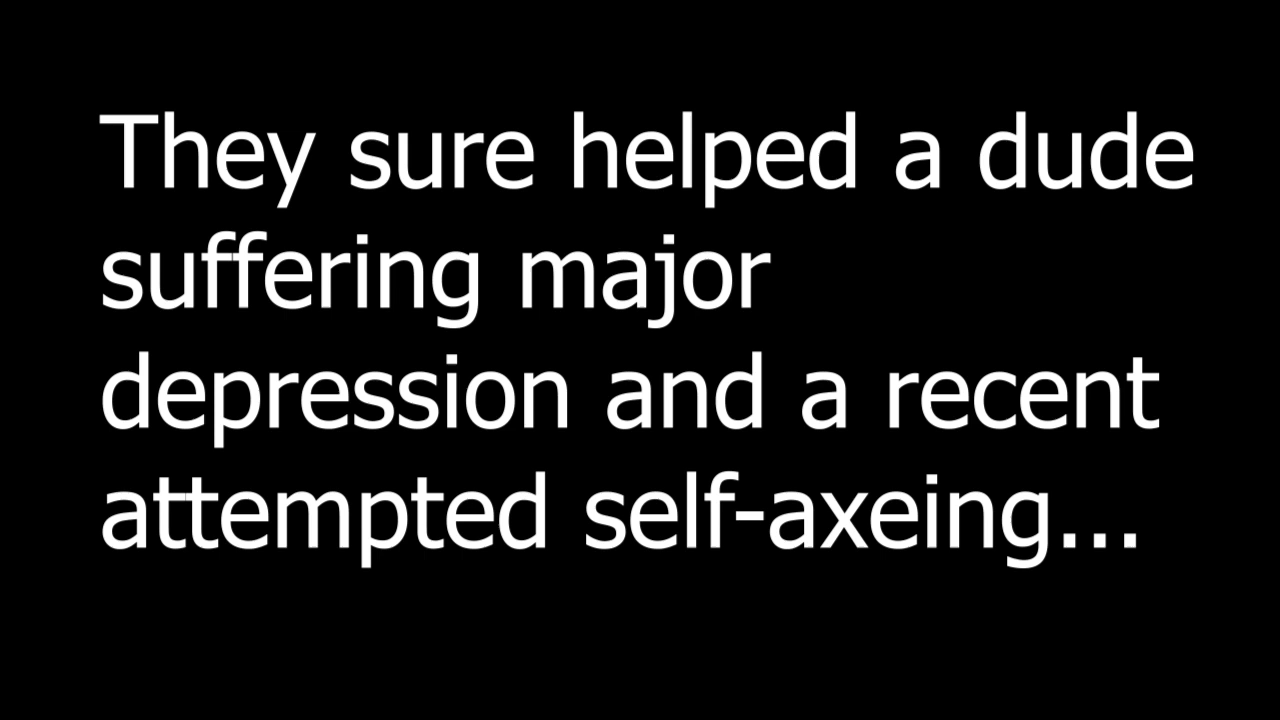 They sure helped a dude
suffering major
depression and a recent
attempted self-axeing...